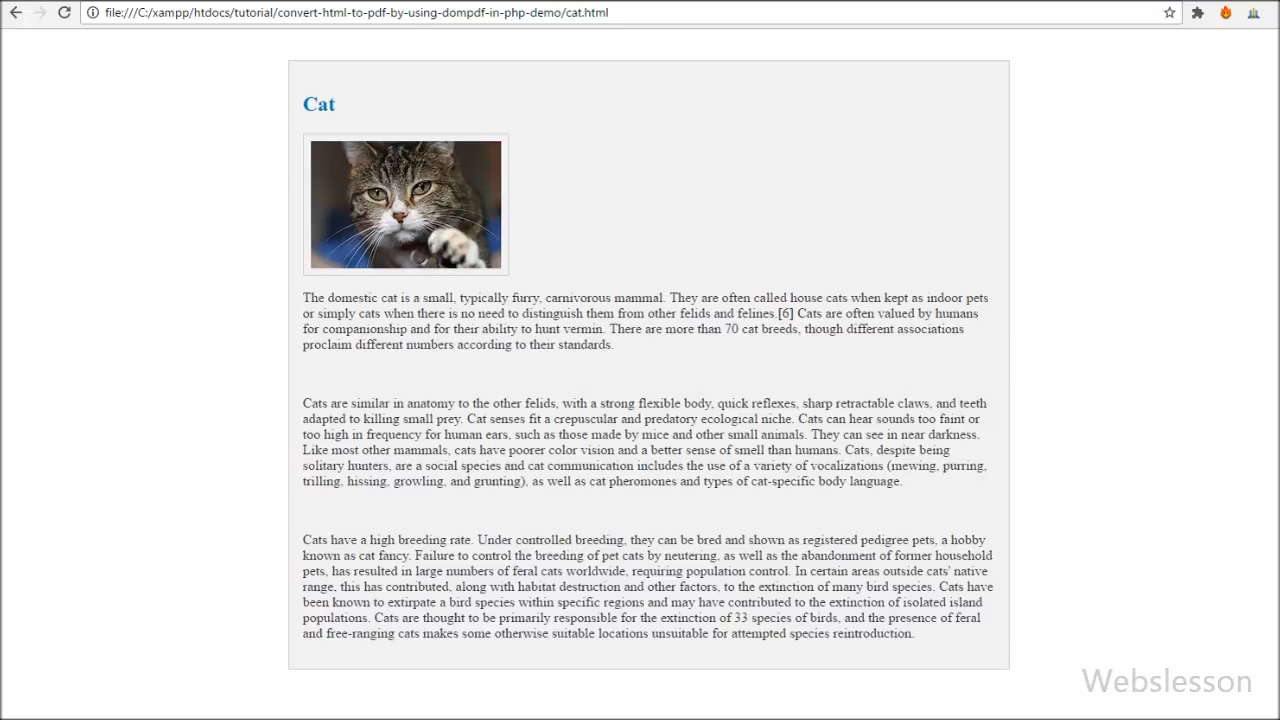 file:///C:/xampp/htdocs/tutorial/convert-html-to-pdf-by-using-dompdf-in-php-demo/cat.html
Cat
The domestic cat is a small, typically furry, carnivorous mammal. They are often called house cats when kept as indoor pets
or simply cats when there is no need to distinguish them from other felids and felines.[6] Cats are often valued by humans
for companionship and for their ability to hunt vermin. There are more than 70 cat breeds, though different associations
proclaim different numbers according to their standards.
Cats are similar in anatomy to the other felids, with a strong flexible body, quick reflexes, sharp retractable claws, and teeth
adapted to killing small prey. Cat senses fit a crepuscular and predatory ecological niche. Cats can hear sounds too faint or
too high in frequency for human ears, such as those made by mice and other small animals. They can see in near darkness.
Like most other mammals, cats have poorer color vision and a better sense of smell than humans. Cats, despite being
solitary hunters, are a social species and cat communication includes the use of a variety of vocalizations (mewing, purring,
trilling, hissing, growling, and grunting), as well as cat pheromones and types of cat-specific body language.
Cats have a high breeding rate. Under controlled breeding, they can be bred and shown as registered pedigree pets, a hobby
known as cat fancy. Failure to control the breeding of pet cats by neutering, as well as the abandonment of former household
pets, has resulted in large numbers of feral cats worldwide, requiring population control. In certain areas outside cats' native
range, this has contributed, along with habitat destruction and other factors, to the extinction of many bird species. Cats have
been known to extirpate a bird species within specific regions and may have contributed to the extinction of isolated island
populations. Cats are thought to be primarily responsible for the extinction of 33 species of birds, and the presence of feral
and free-ranging cats makes some otherwise suitable locations unsuitable for attempted species reintroduction.
Webslesson